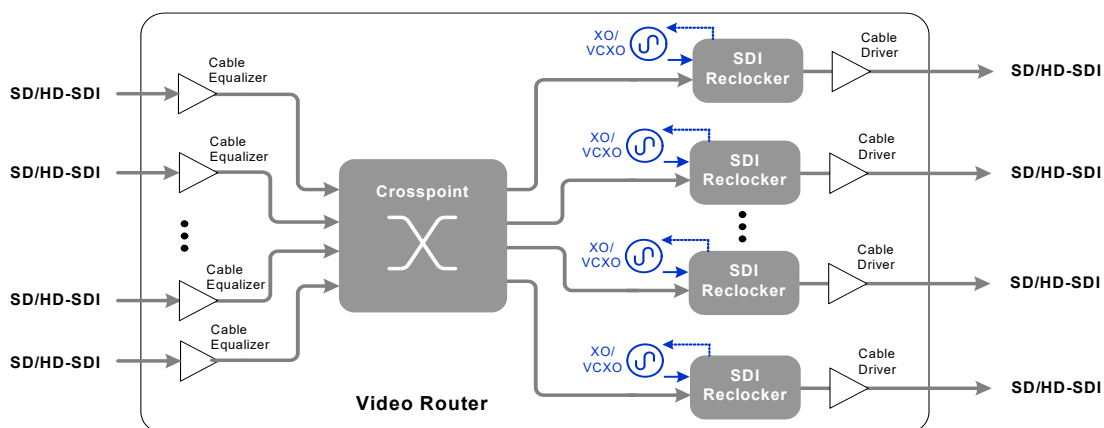 Cable
Equalizer
SD/HD-SDI
Cable
Equalizer
SD/HD-SDI
Cable
Equalizer
SD/HD-SDI
Cable
Equalizer
SD/HD-SDI
Crosspoint
XO/
VCXO
SDI
Reclocker
Cable
Driver
SD/HD-SDI
XO/
VCXO
SDI
Reclocker
Cable
Driver
SD/HD-SDI
XO/
VCXO
SDI
Reclocker
Cable
Driver
SD/HD-SDI
XO/
VCXO
SDI
Reclocker
Cable
Driver
SD/HD-SDI
Video Router